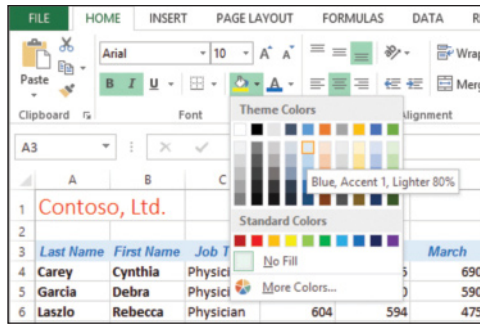 FILE HOME INSERT PAGE LAYOUT FORMULAS DATA R
Arial 10 A A Wrap
Paste B I U A Merg
Clipboard Font lignment
Theme Colors
A3
Blue, Accent 1, Lighter 80%
A B C
1 Contoso, Ltd.
Standard Colors
2
No Fill
3 Last Name First Name Job T March
4 Carey Cynthia Physici 690
More Colors...
5 Garcia Debra Physici 0 590
6 Laszlo Rebecca Physician 604 594 475